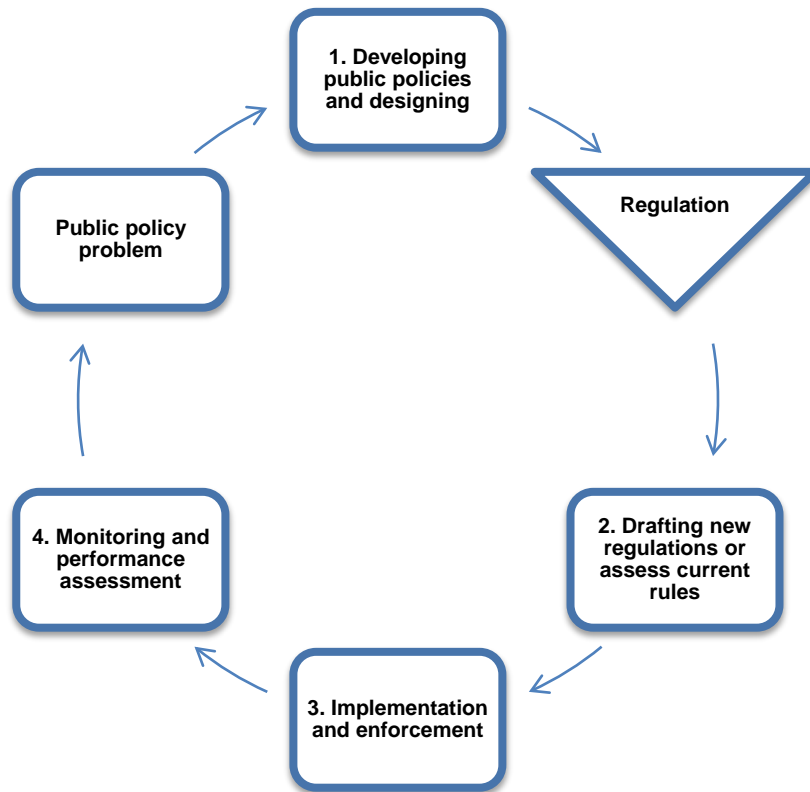 1. Developing
public policies
and designing
Regulation
Public policy
problem
2. Drafting new
regulations or
assess current
rules
4. Monitoring and
performance
assessment
3. Implementation
and enforcement